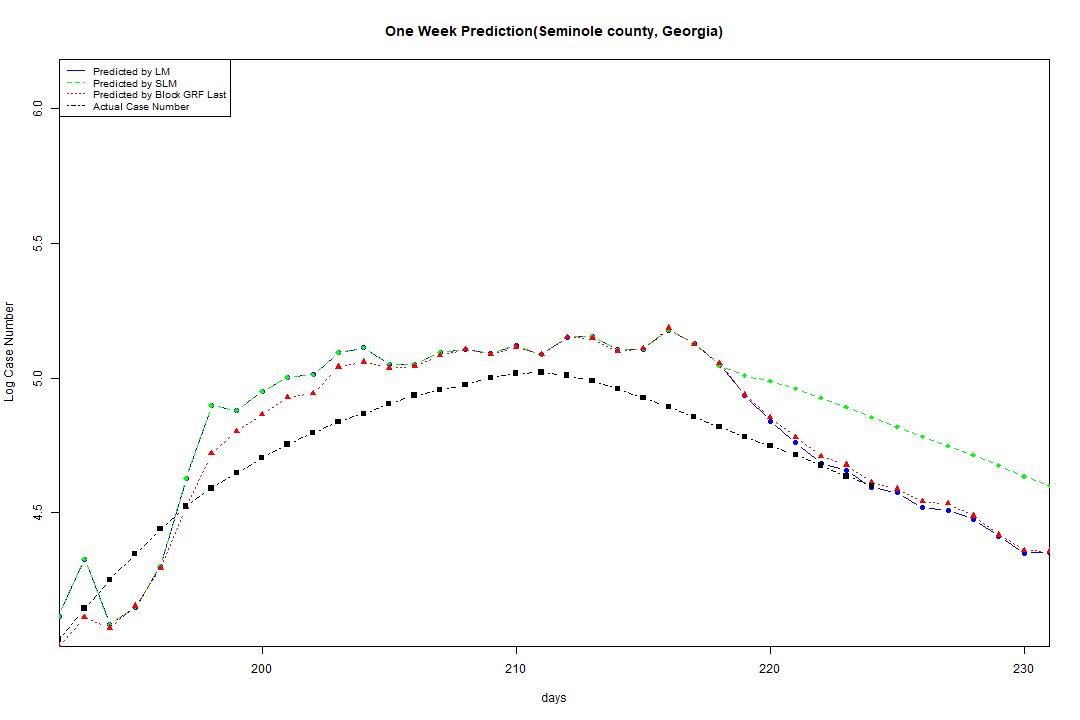 One Week Prediction(Seminole county, Georgia)
Predicted by LM
Predicted by SLM
Predicted by Block GRF Last
Actual Case Number
6.0
5.5
5.0
4.5
Log Case Number
200 210 220 230
days